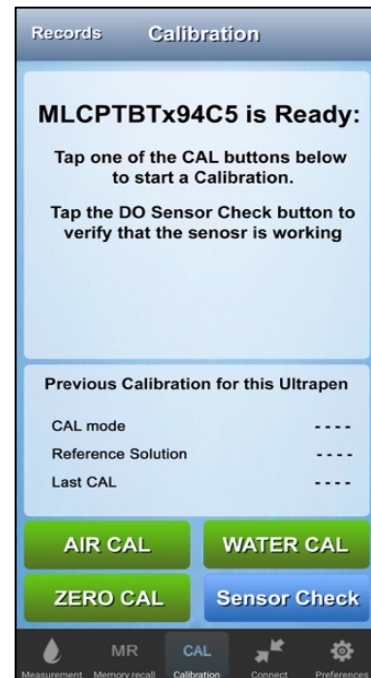 Records Calibration
MLCPTBTx94C5 is Ready:
Tap one of the CAL buttons below
to start a Calibration.
Tap the DO Sensor Check button to
verify that the senosr is working
Previous Calibration for this Ultrapen
CAL mode ----
Reference Solution ----
Last CAL ----
AIR CAL WATER CAL
ZERO CAL Sensor Check
MR CAL
Measurement Memory recall Calibration Connect Preferences